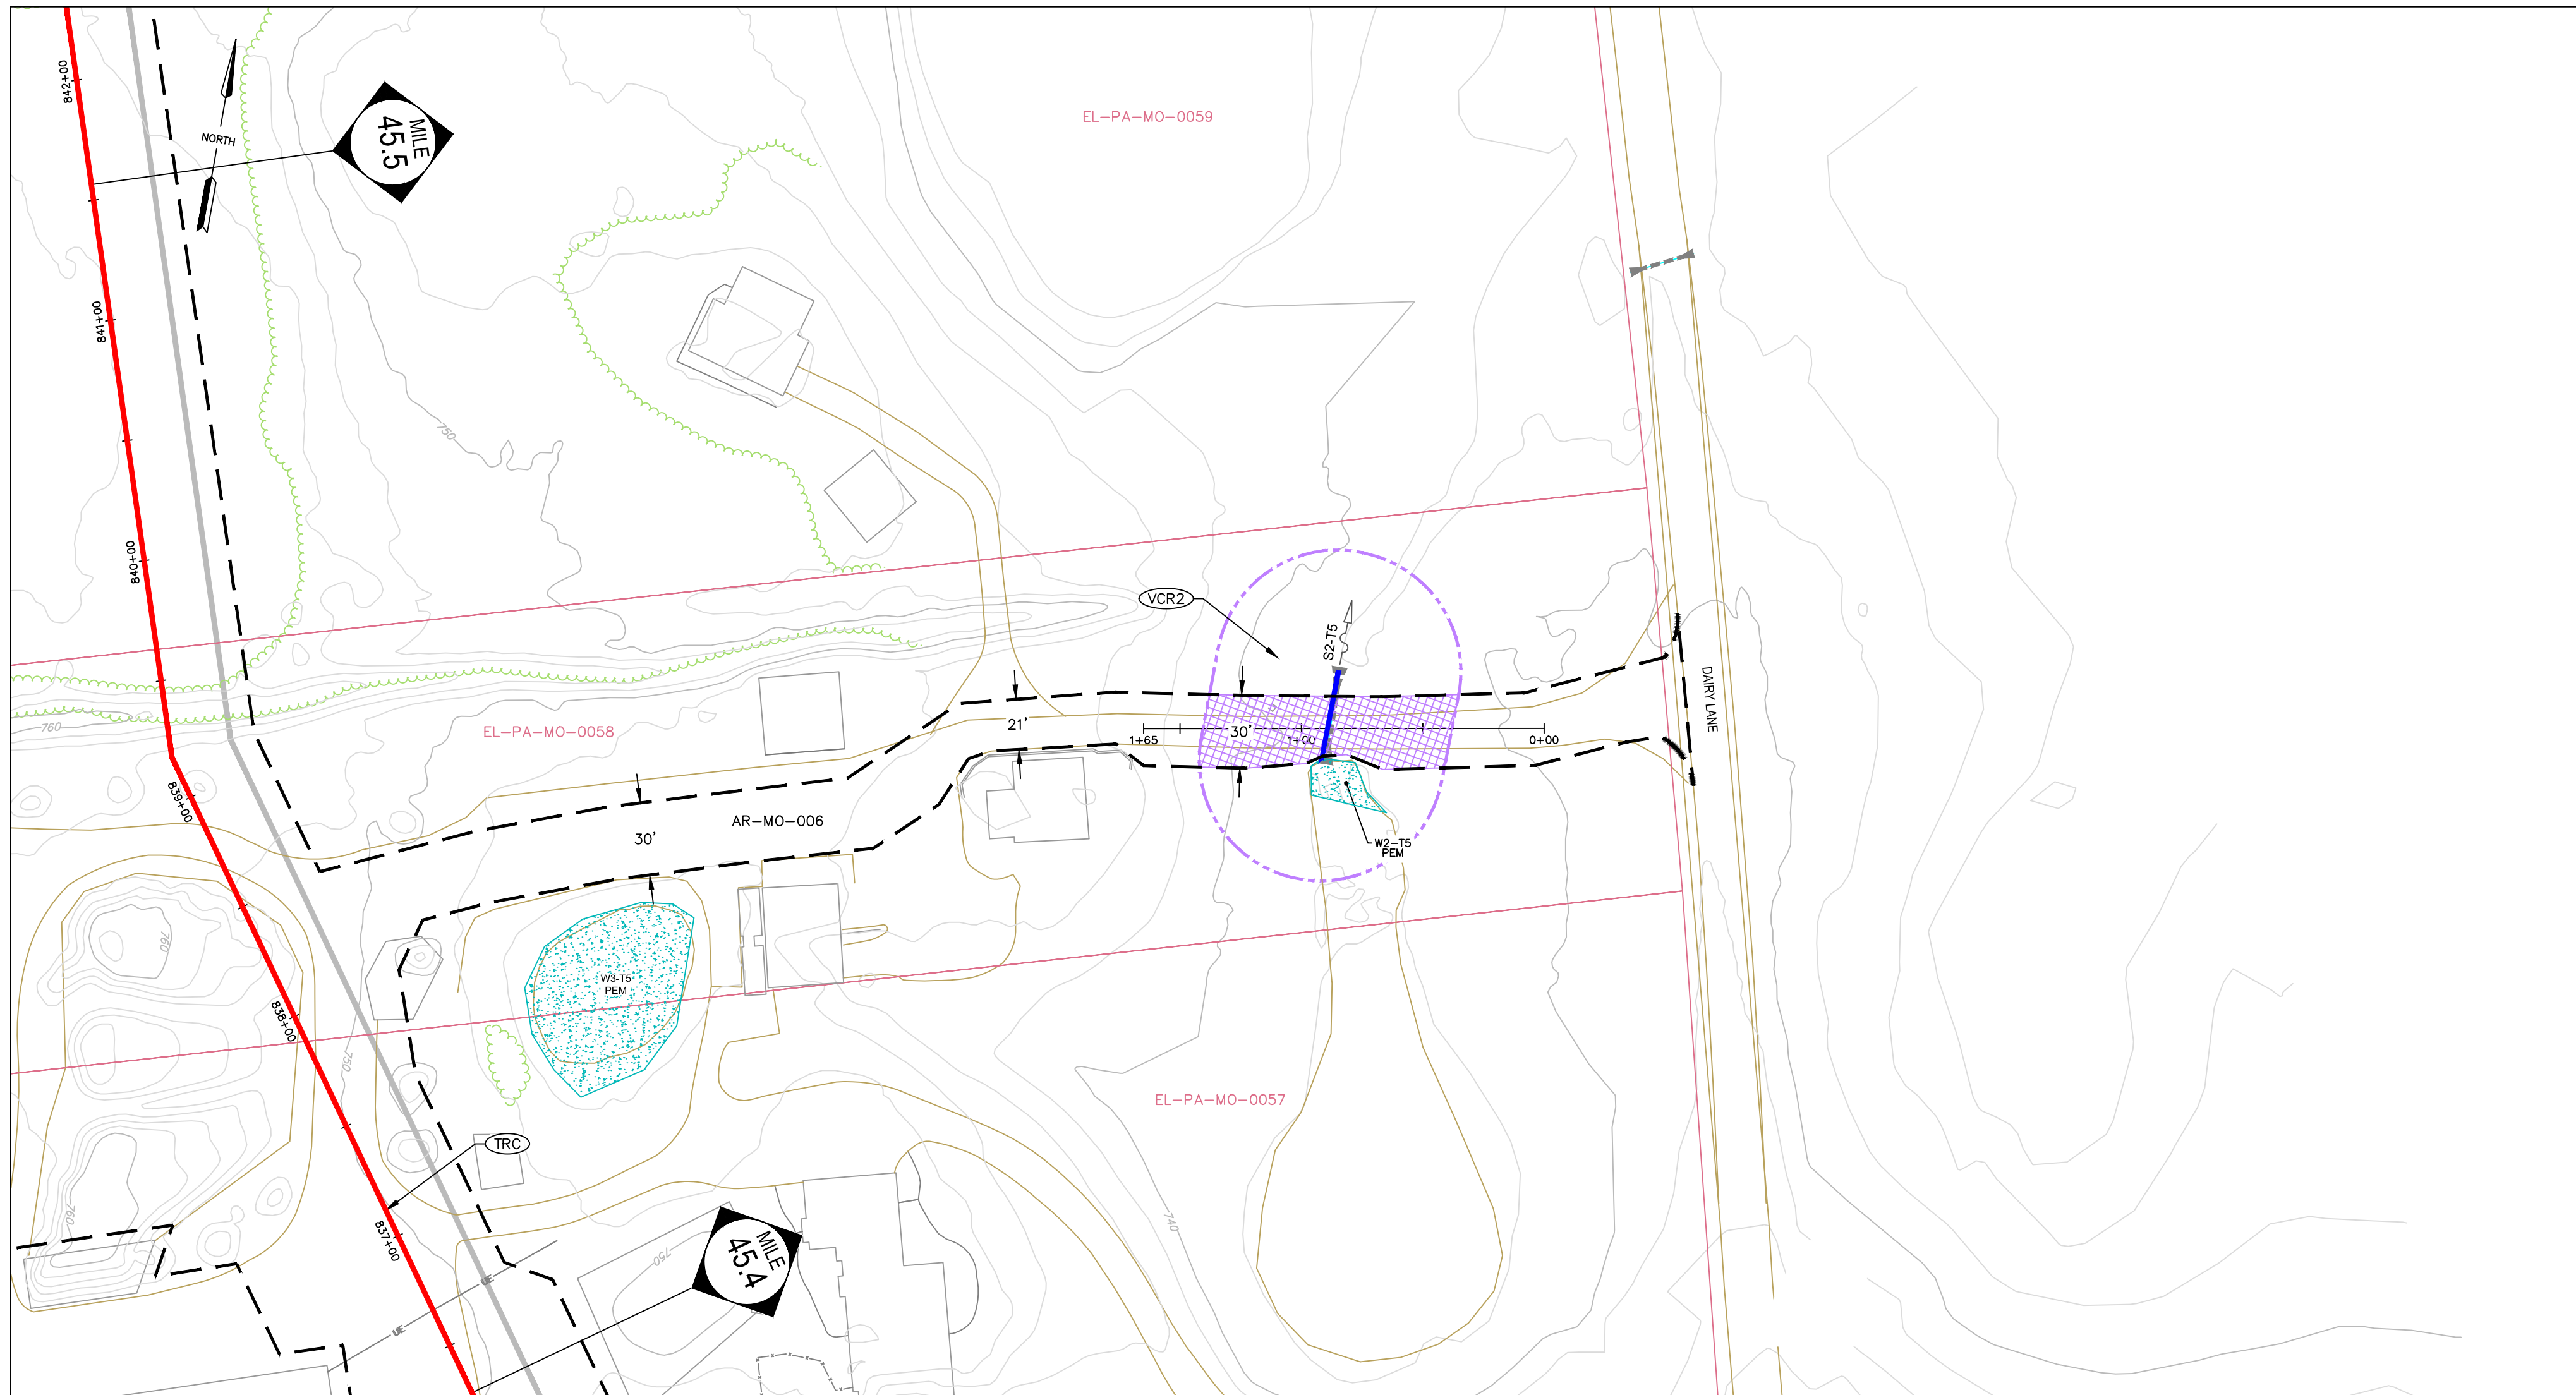 842+00
MILE
45.5
NORTH
EL-PA-MO-0059
841+00
750
840+00
VCR2
S2-T5
760
EL-PA-MO-0058
21'
30'
1+65
1+00
0+00
DAIRY LANE
839+00
AR-MO-006
30'
W2-T5
PEM
760
W3-T5
PEM
838+00
750
EL-PA-MO-0057
TRC
760
740
837+00
MILE
45.4
750
UE
UE